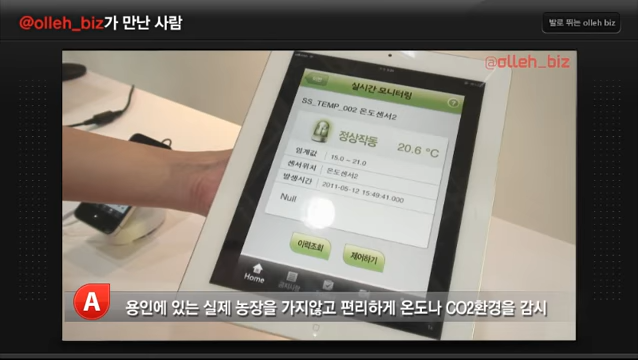 @olleh_biz가 만난 사람
발로 뛰는 olleh biz
@olleh_biz
실시간 모니터링
?
SS_TEMP_002 온도센서2
정상작동 20.6 °C
임계값 15.0 ~ 21.0
센서위치 온도센서2
발생시간 2011-05-12 15:49:41.000
Null
이력조회 제어하기
Home
A 용인에 있는 실제 농장을 가지않고 편리하게 온도나 CO2환경을 감시